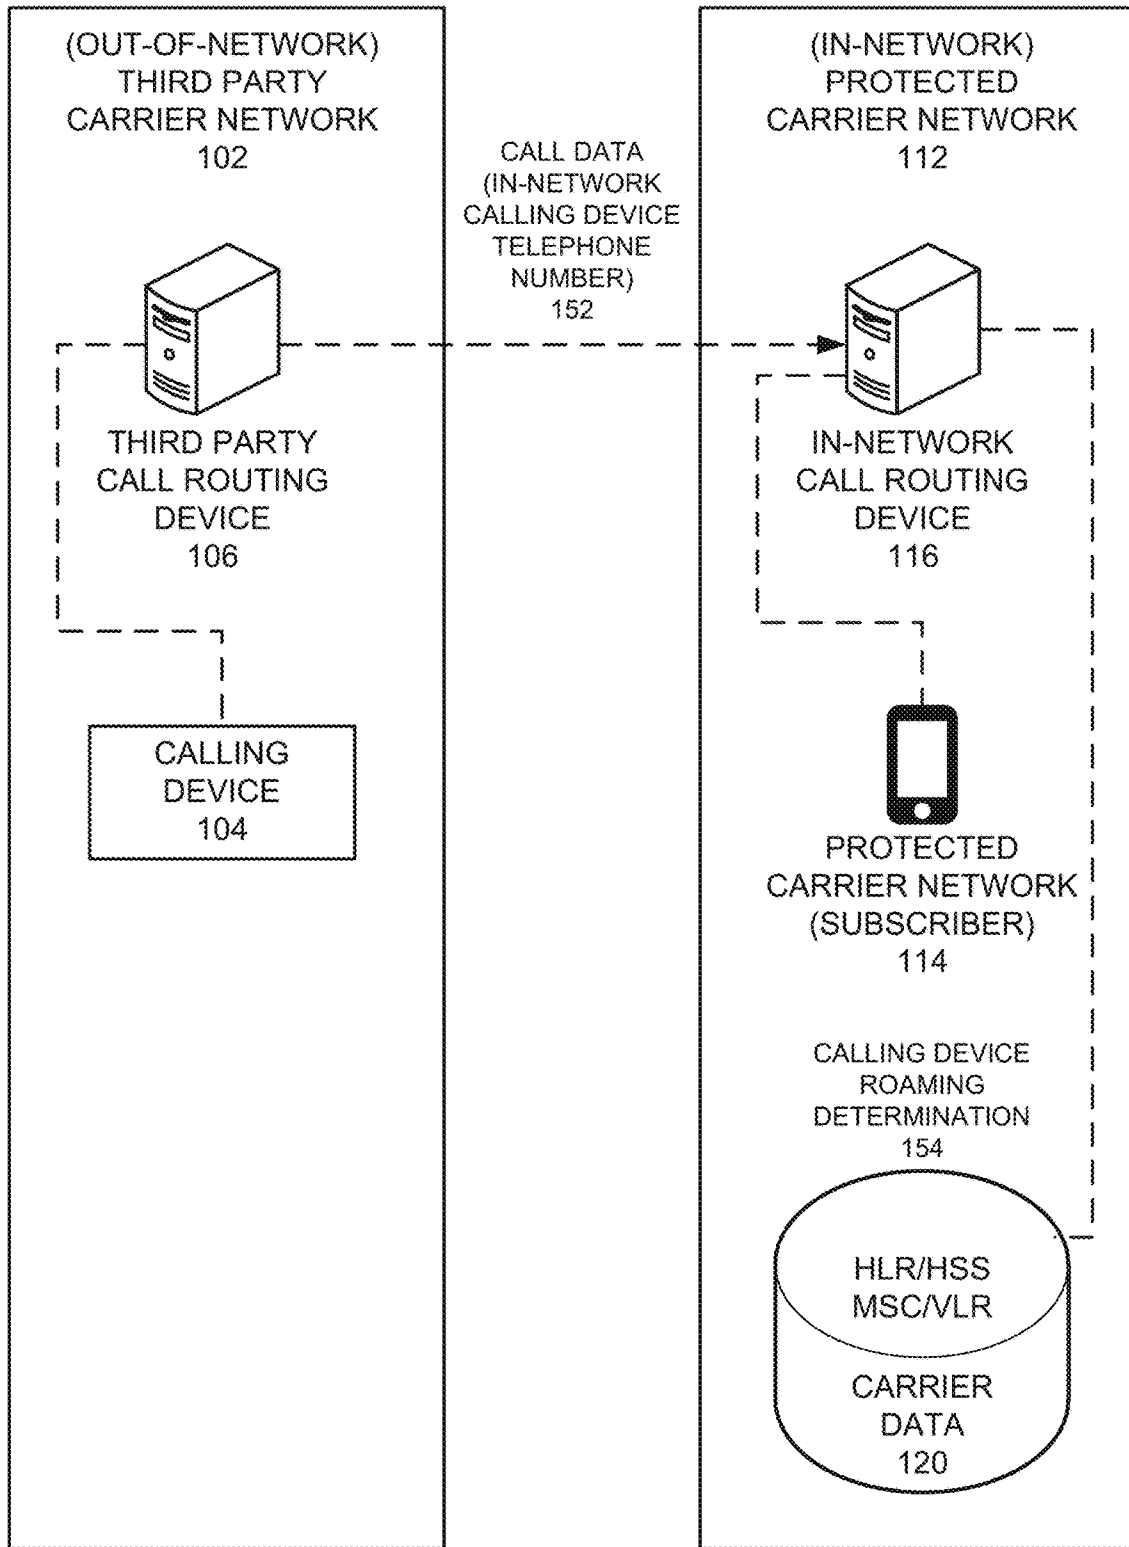 (OUT-OF-NETWORK)
THIRD PARTY
CARRIER NETWORK
102
THIRD PARTY
CALL ROUTING
DEVICE
106
CALLING
DEVICE
104
CALL DATA
(IN-NETWORK
CALLING DEVICE
TELEPHONE
NUMBER)
152
(IN-NETWORK)
PROTECTED
CARRIER NETWORK
112
IN-NETWORK
CALL ROUTING
DEVICE
116
PROTECTED
CARRIER NETWORK
(SUBSCRIBER)
114
CALLING DEVICE
ROAMING
DETERMINATION
154
HLR/HSS
MSC/VLR
CARRIER
DATA
120